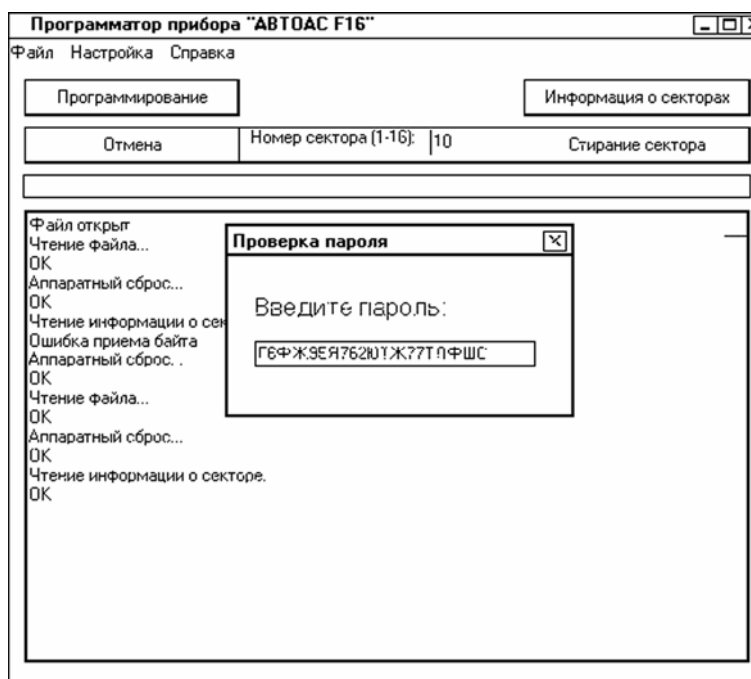 Программатор прибора "АВТОАС F16"
Файл Настройка Справка
Программирование
Информация о секторах
Отмена
Номер сектора (1-16): 10
Стирание сектора
Файл открыт
Чтение файла...
OK
Аппаратный сброс...
OK
Чтение информации о сек
Ошибка приема байта
Аппаратный сброс. .
OK
Чтение файла...
OK
Аппаратный сброс...
OK
Чтение информации о секторе.
OK
Проверка пароля
Введите пароль: